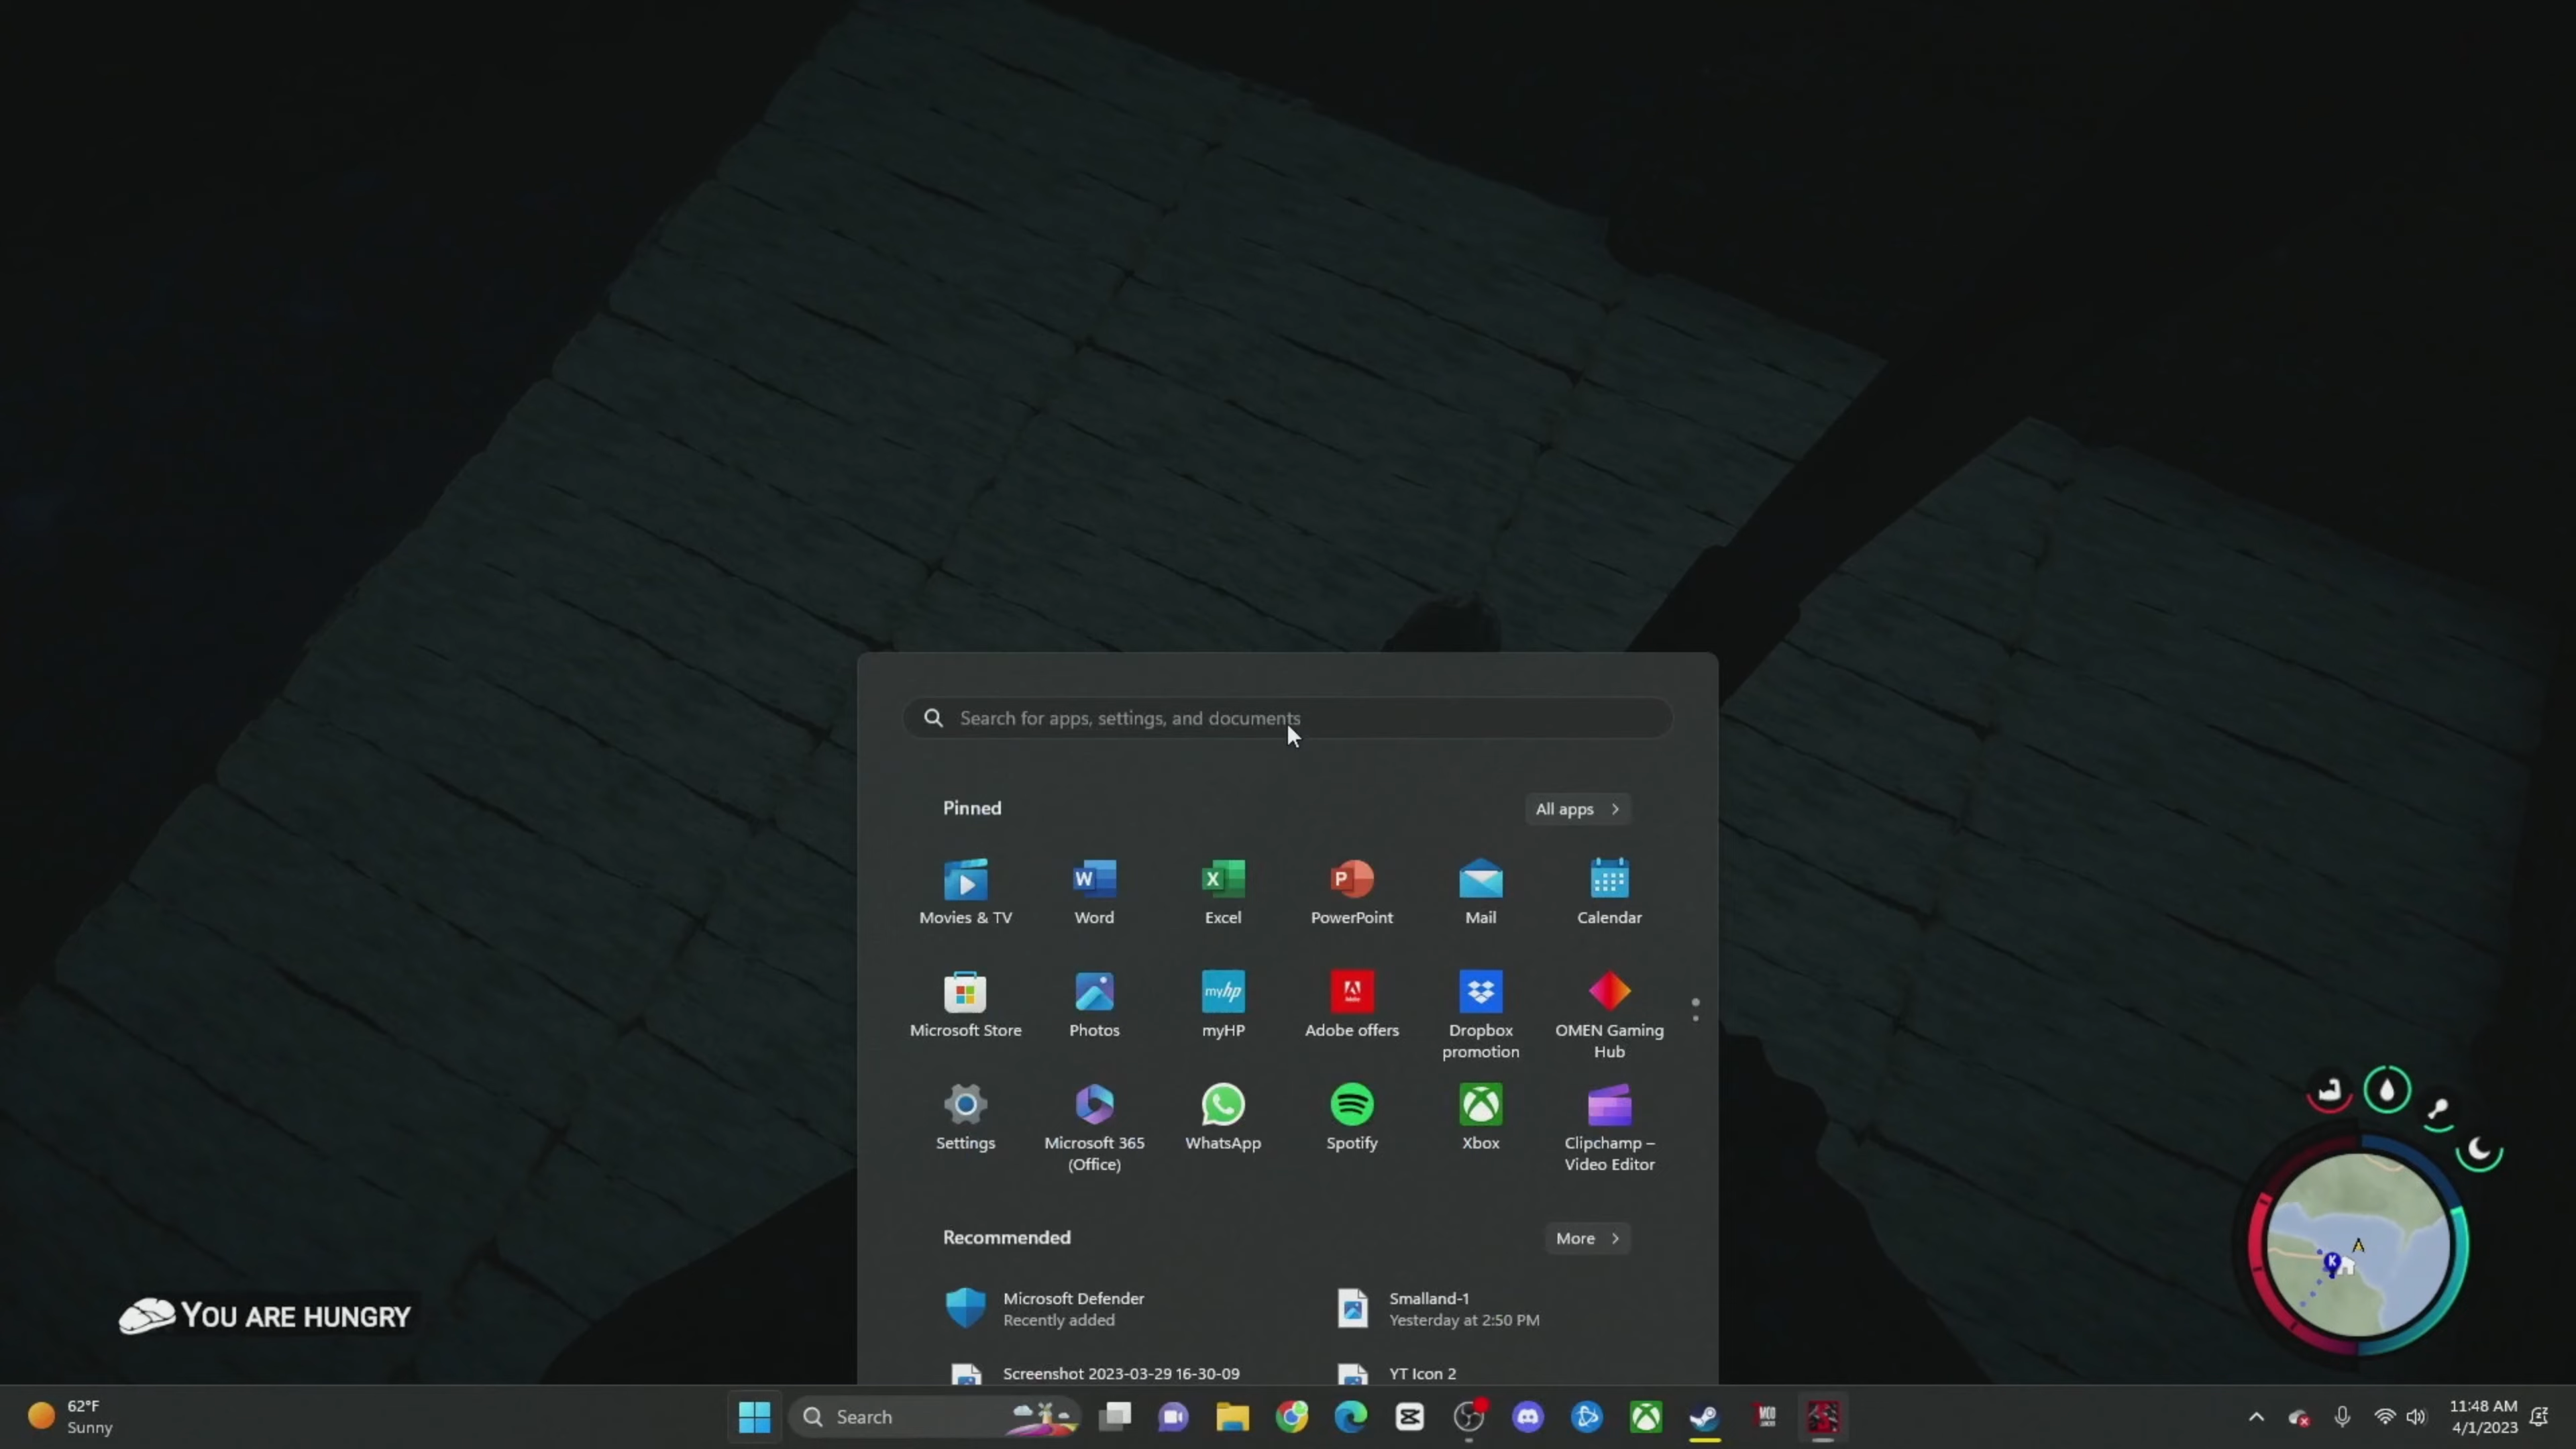 Search for apps, settings, and documents
Pinned
All apps
Movies & TV
Word
Excel
PowerPoint
Mail
Calendar
Microsoft Store
Photos
myHP
Adobe offers
Dropbox promotion
OMEN Gaming Hub
Settings
Microsoft 365 (Office)
WhatsApp
Spotify
Xbox
Clipchamp – Video Editor
Recommended
More
Microsoft Defender
Recently added
Smalland-1
Yesterday at 2:50 PM
Screenshot 2023-03-29 16-30-09
YT Icon 2
YOU ARE HUNGRY
K
62°F
Sunny
Search
11:48 AM
4/1/2023